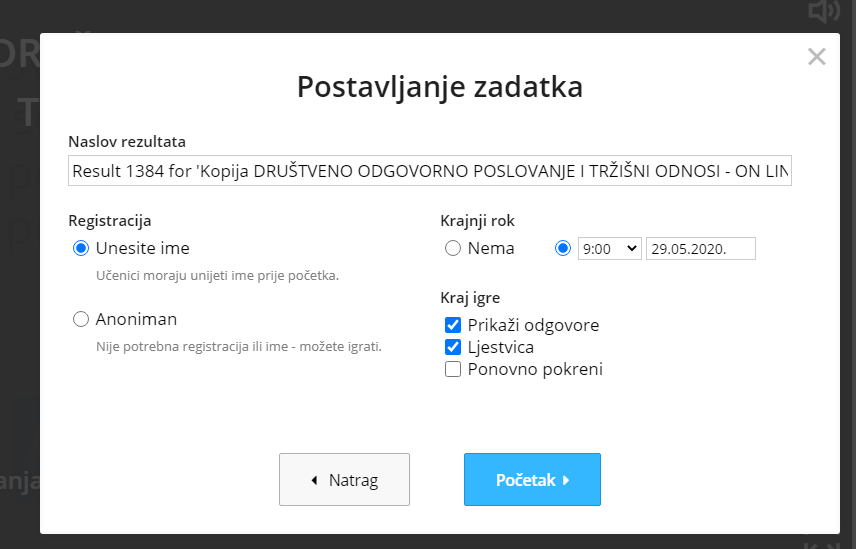 Postavljanje zadatka
Naslov rezultata
Result 1384 for 'Kopija DRUŠTVENO ODGOVORNO POSLOVANJE I TRŽIŠNI ODNOSI - ON LIN
Registracija
Unesite ime
Učenici moraju unijeti ime prije početka.
Anoniman
Nije potrebna registracija ili ime - možete igrati.
Krajnji rok
Nema
9:00
29.05.2020.
Kraj igre
Prikaži odgovore
Ljestvica
Ponovno pokreni
Natrag
Početak